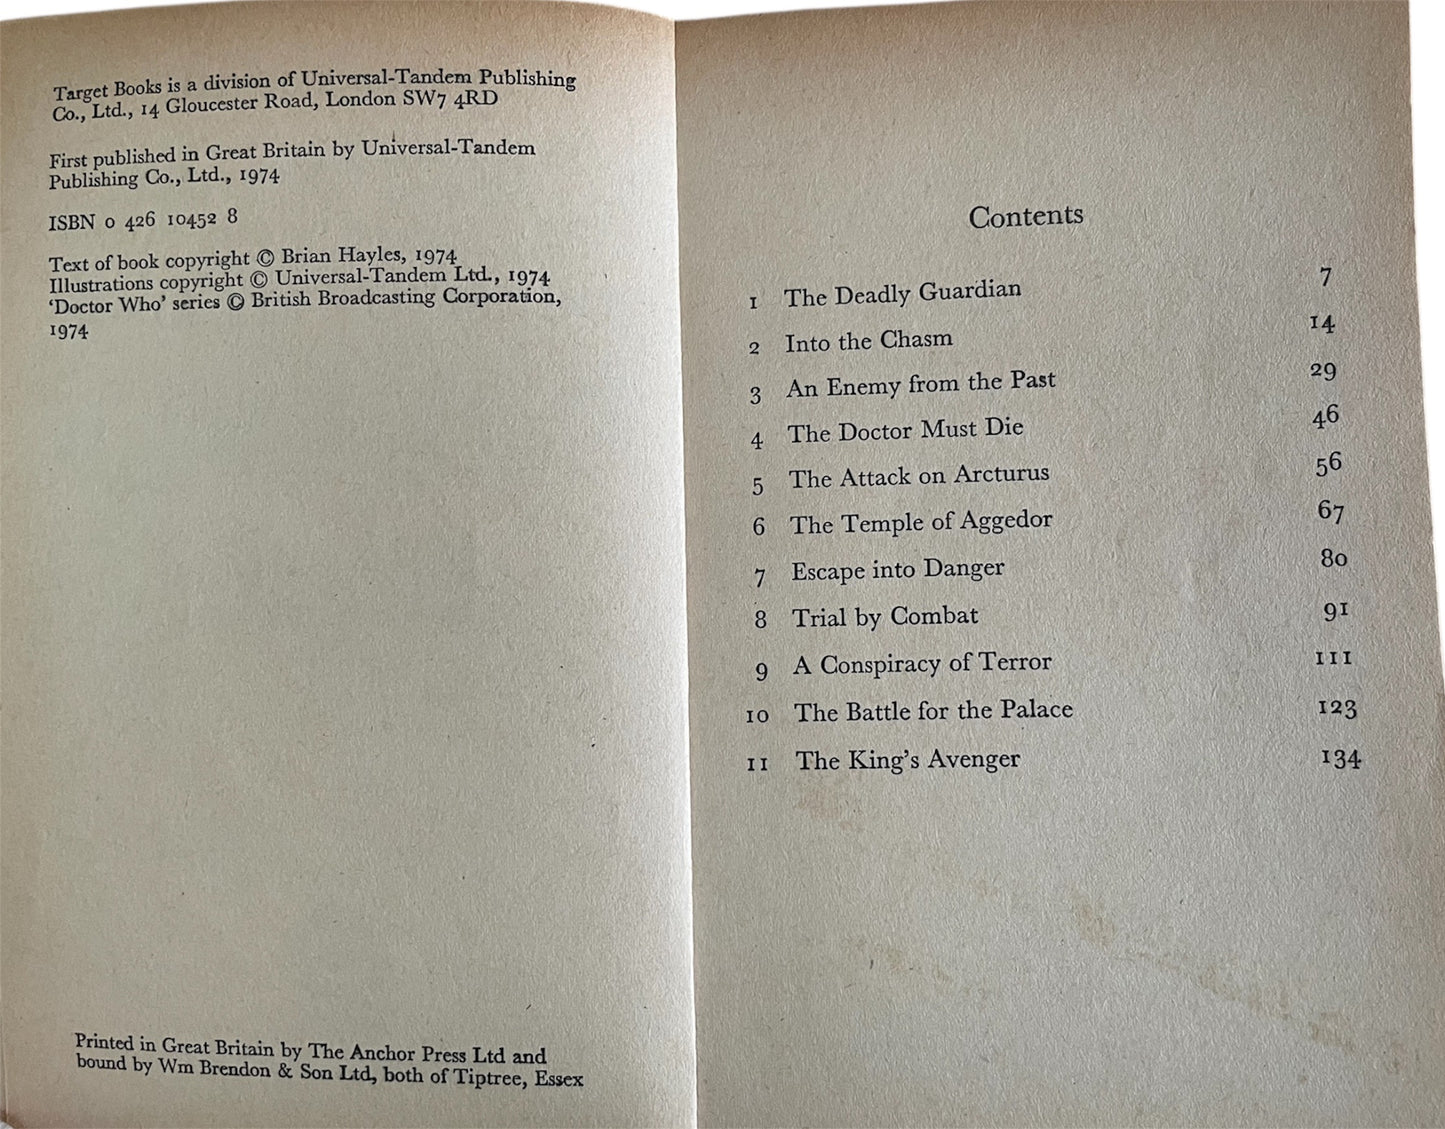 Target Books is a division of Universal-Tandem Publishing
Co., Ltd., 14 Gloucester Road, London SW7 4RD
First published in Great Britain by Universal-Tandem
Publishing Co., Ltd., 1974
ISBN 0 426 10452 8
Text of book copyright © Brian Hayles, 1974
Illustrations copyright © Universal-Tandem Ltd., 1974
‘Doctor Who’ series © British Broadcasting Corporation,
1974
Printed in Great Britain by The Anchor Press Ltd and
bound by Wm Brendon & Son Ltd, both of Tiptree, Essex
Contents
1 The Deadly Guardian 7
2 Into the Chasm 14
3 An Enemy from the Past 29
4 The Doctor Must Die 46
5 The Attack on Arcturus 56
6 The Temple of Aggedor 67
7 Escape into Danger 80
8 Trial by Combat 91
9 A Conspiracy of Terror 111
10 The Battle for the Palace 123
11 The King’s Avenger 134